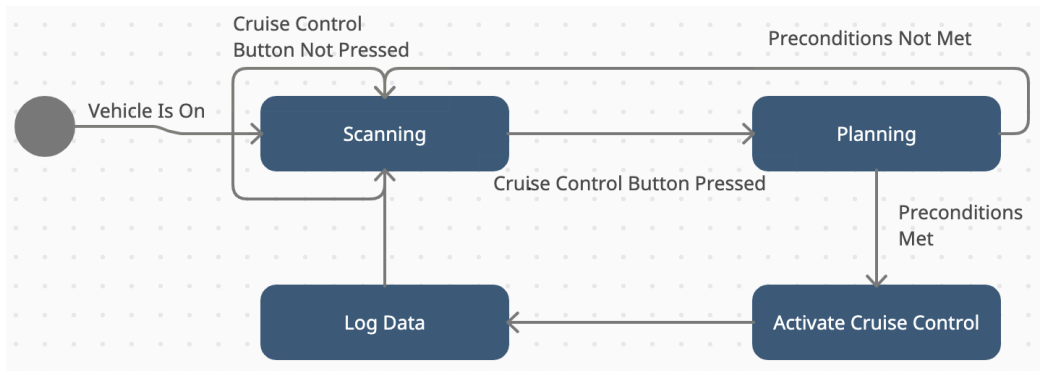 Cruise Control
Button Not Pressed
Preconditions Not Met
Vehicle Is On
Scanning
Planning
Cruise Control Button Pressed
Preconditions
Met
Log Data
Activate Cruise Control